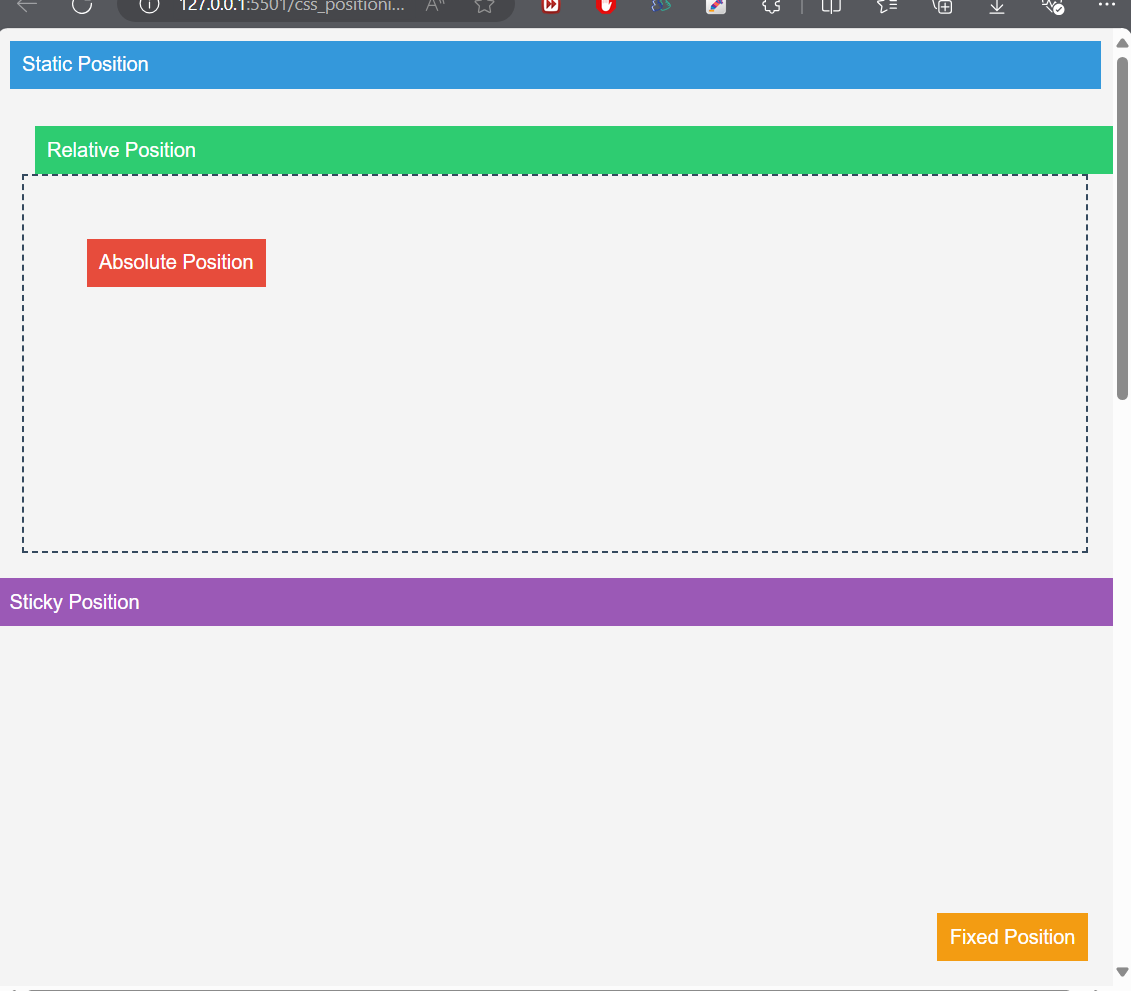 127.0.0.1:5501/css_positioni...
Static Position
Relative Position
Absolute Position
Sticky Position
Fixed Position